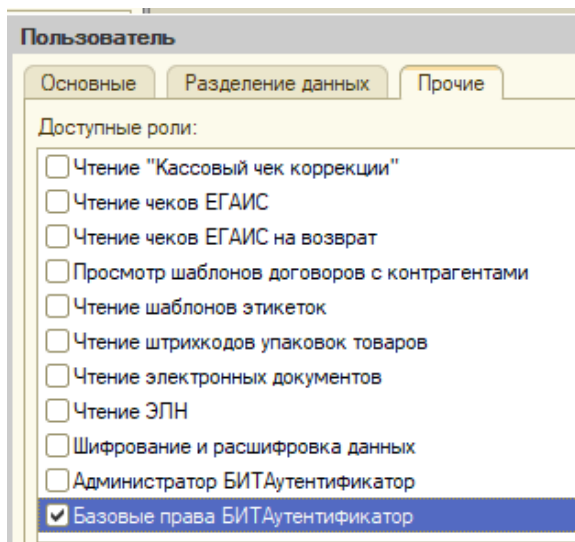 Пользователь
Основные Разделение данных Прочие
Доступные роли:
Чтение "Кассовый чек коррекции"
Чтение чеков ЕГАИС
Чтение чеков ЕГАИС на возврат
Просмотр шаблонов договоров с контрагентами
Чтение шаблонов этикеток
Чтение штрихкодов упаковок товаров
Чтение электронных документов
Чтение ЭЛН
Шифрование и расшифровка данных
Администратор БИТАутентификатор
Базовые права БИТАутентификатор